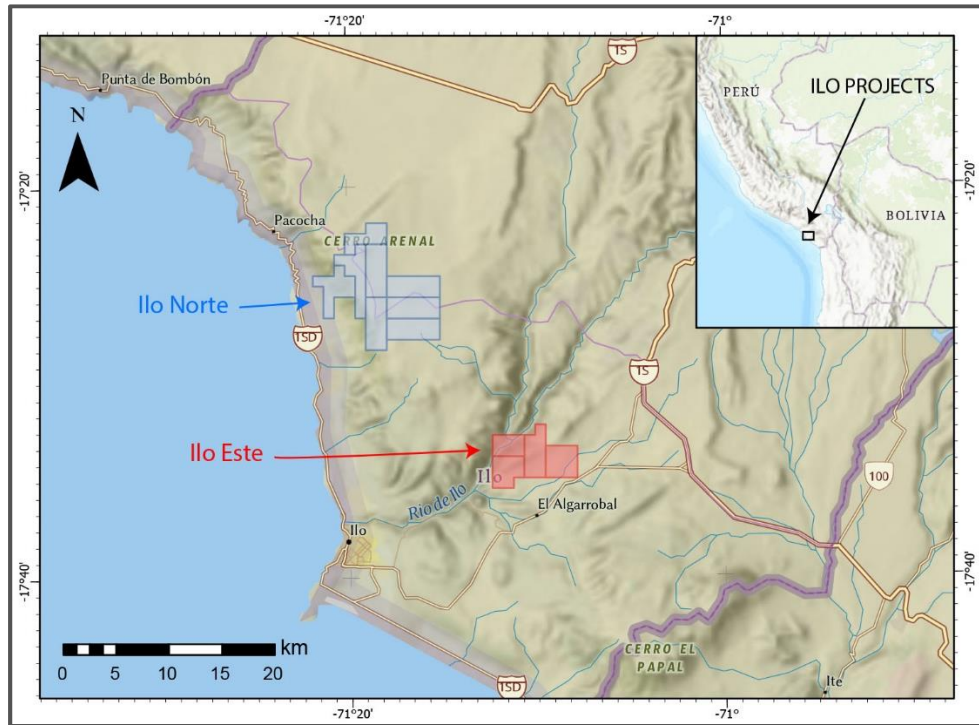 -71°20'
-71°
1S
Punta de Bombón
PERÚ
ILO PROJECTS
N
-17°20'
-17°20'
Pacocha
BOLIVIA
CERRO ARENAL
Ilo Norte
1SD
1S
Ilo Este
Ilo
100
Río de Ilo
El Algarrobal
Ilo
-17°40'
-17°40'
CERRO EL
PAPAL
km
0 5 10 20
1SD
Ite
-71°20'
-71°